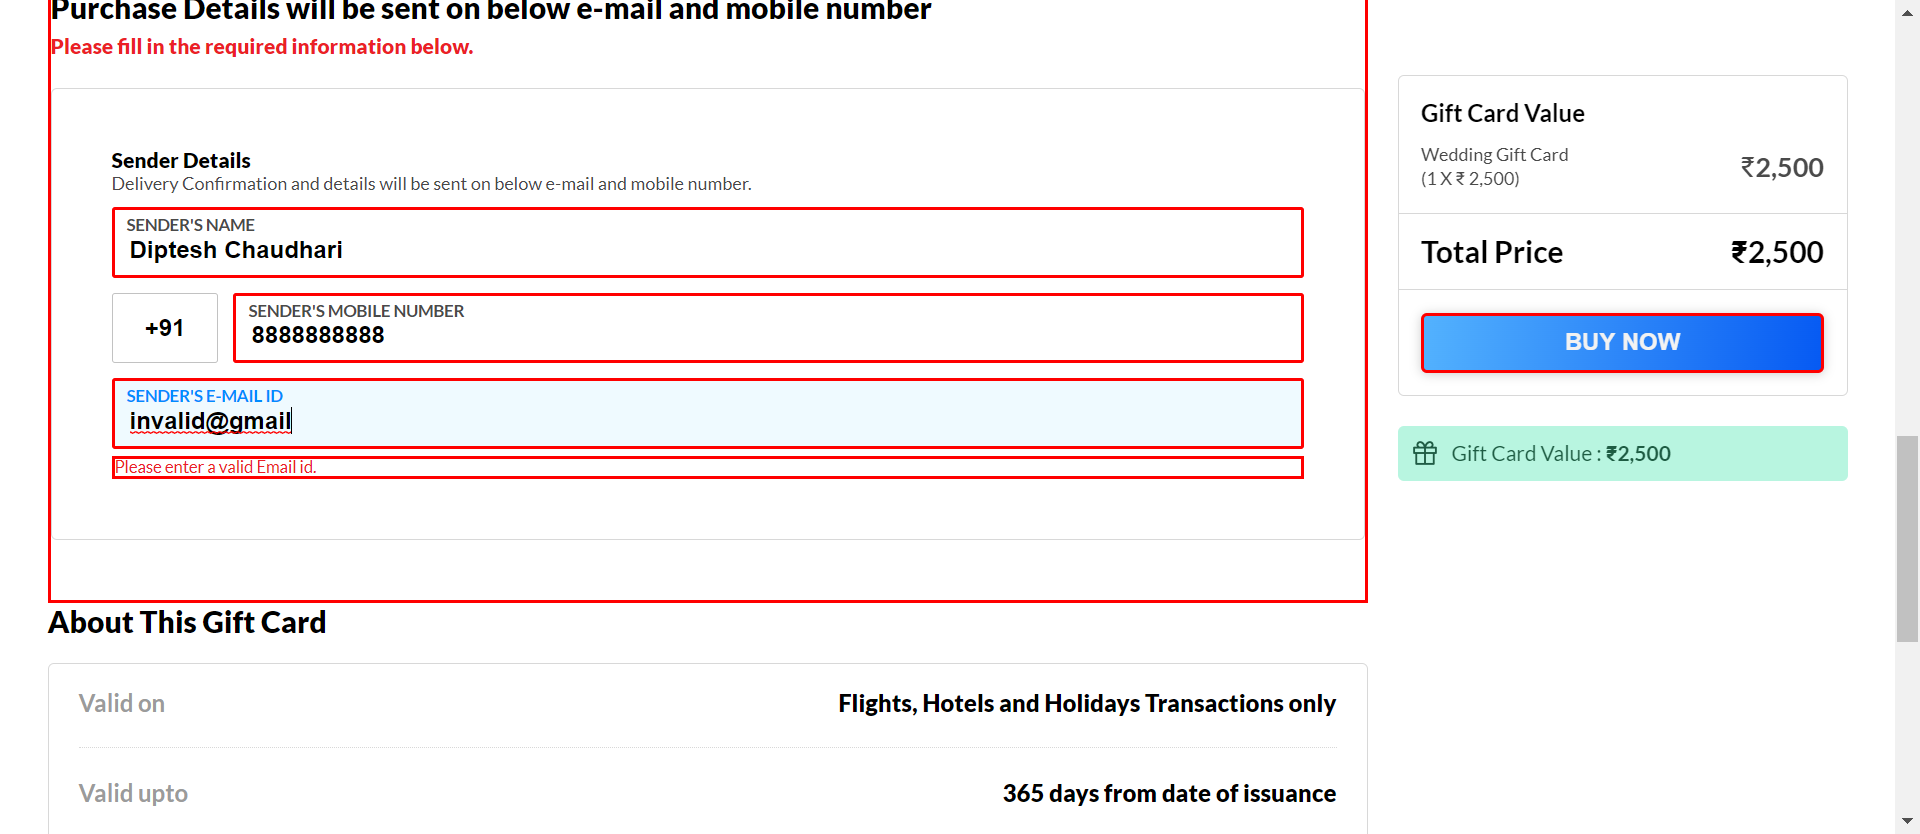 Purchase Details will be sent on below e-mail and mobile number
Please fill in the required information below.
Sender Details
Delivery Confirmation and details will be sent on below e-mail and mobile number.
SENDER'S NAME
Diptesh Chaudhari
+91
SENDER'S MOBILE NUMBER
8888888888
SENDER'S E-MAIL ID
invalid@gmail
Please enter a valid Email id.
Gift Card Value
Wedding Gift Card
(1 X ₹ 2,500)
₹2,500
Total Price
₹2,500
BUY NOW
Gift Card Value : ₹2,500
About This Gift Card
Valid on
Flights, Hotels and Holidays Transactions only
Valid upto
365 days from date of issuance